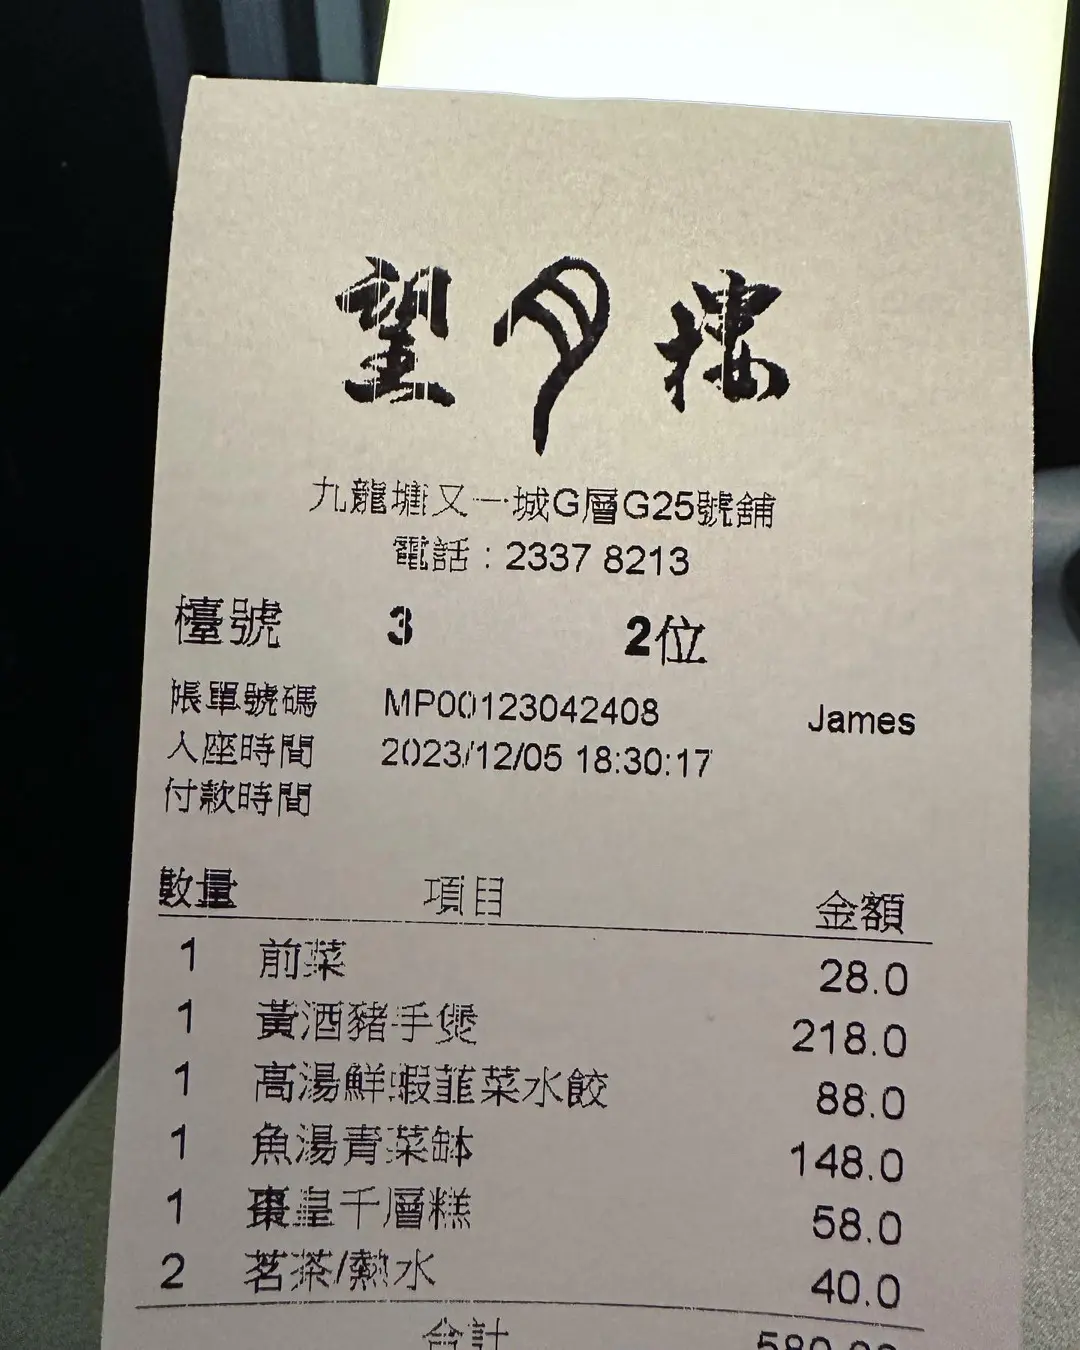 望月樓
九龍塘又一城G層G25號舖
電話：2337 8213
檯號 3 2位
帳單號碼 MP00123042408 James
入座時間 2023/12/05 18:30:17
付款時間
數量 項目 金額
1 前菜 28.0
1 黃酒豬手煲 218.0
1 高湯鮮蝦韮菜水餃 88.0
1 魚湯青菜缽 148.0
1 棗皇千層糕 58.0
2 茗茶/熱水 40.0
合計 580.00